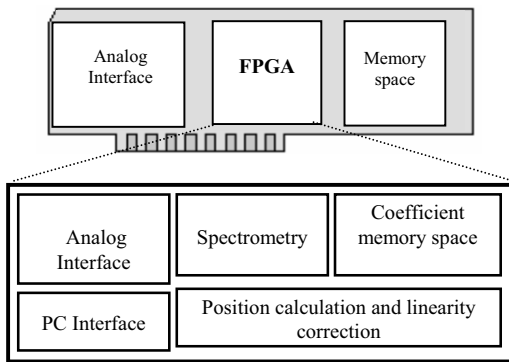 Analog
Interface
FPGA
Memory
space
Analog
Interface
Spectrometry
Coefficient
memory space
PC Interface
Position calculation and linearity
correction